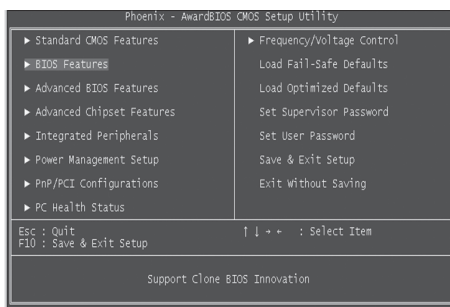 Phoenix - AwardBIOS CMOS Setup Utility
▶ Standard CMOS Features
▶ BIOS Features
▶ Advanced BIOS Features
▶ Advanced Chipset Features
▶ Integrated Peripherals
▶ Power Management Setup
▶ PnP/PCI Configurations
▶ PC Health Status
▶ Frequency/Voltage Control
Load Fail-Safe Defaults
Load Optimized Defaults
Set Supervisor Password
Set User Password
Save & Exit Setup
Exit Without Saving
Esc : Quit
F10 : Save & Exit Setup
↑ ↓ → ← : Select Item
Support Clone BIOS Innovation